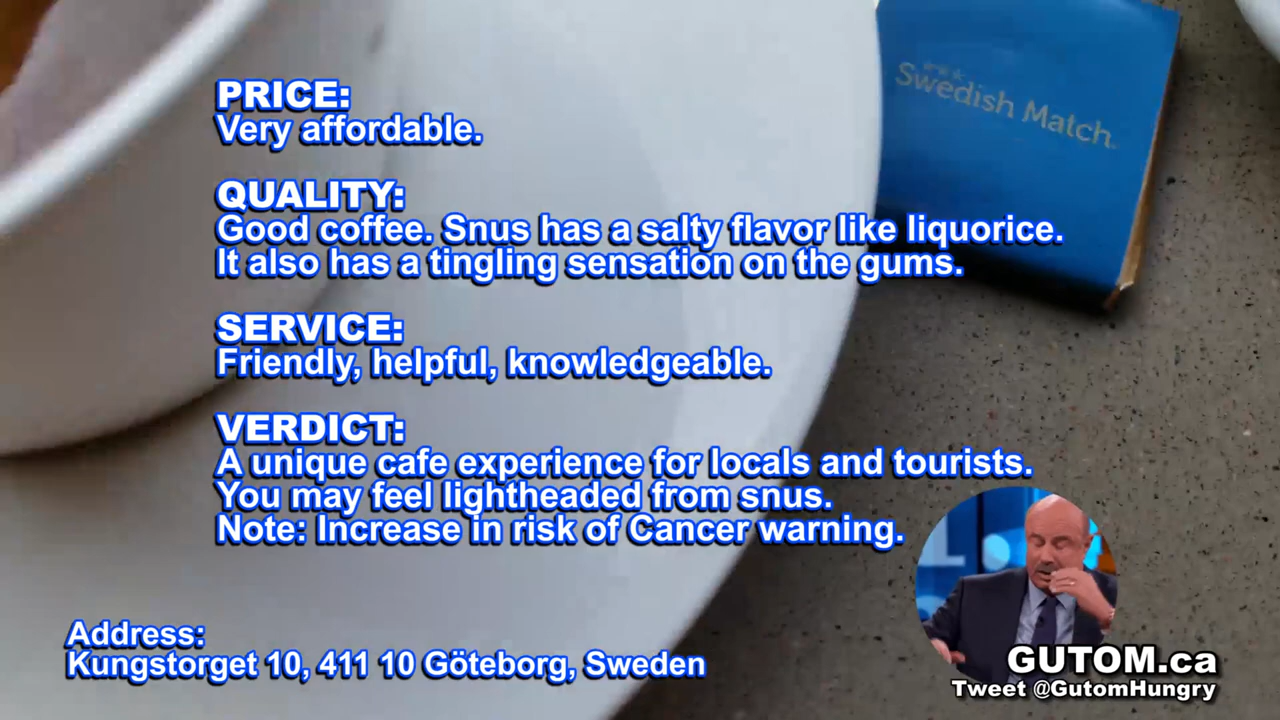 Swedish Match.
PRICE:
Very affordable.
QUALITY:
Good coffee. Snus has a salty flavor like liquorice.
It also has a tingling sensation on the gums.
SERVICE:
Friendly, helpful, knowledgeable.
VERDICT:
A unique cafe experience for locals and tourists.
You may feel lightheaded from snus.
Note: Increase in risk of Cancer warning.
Address:
Kungstorget 10, 411 10 Göteborg, Sweden
GUTOM.ca
Tweet @GutomHungry